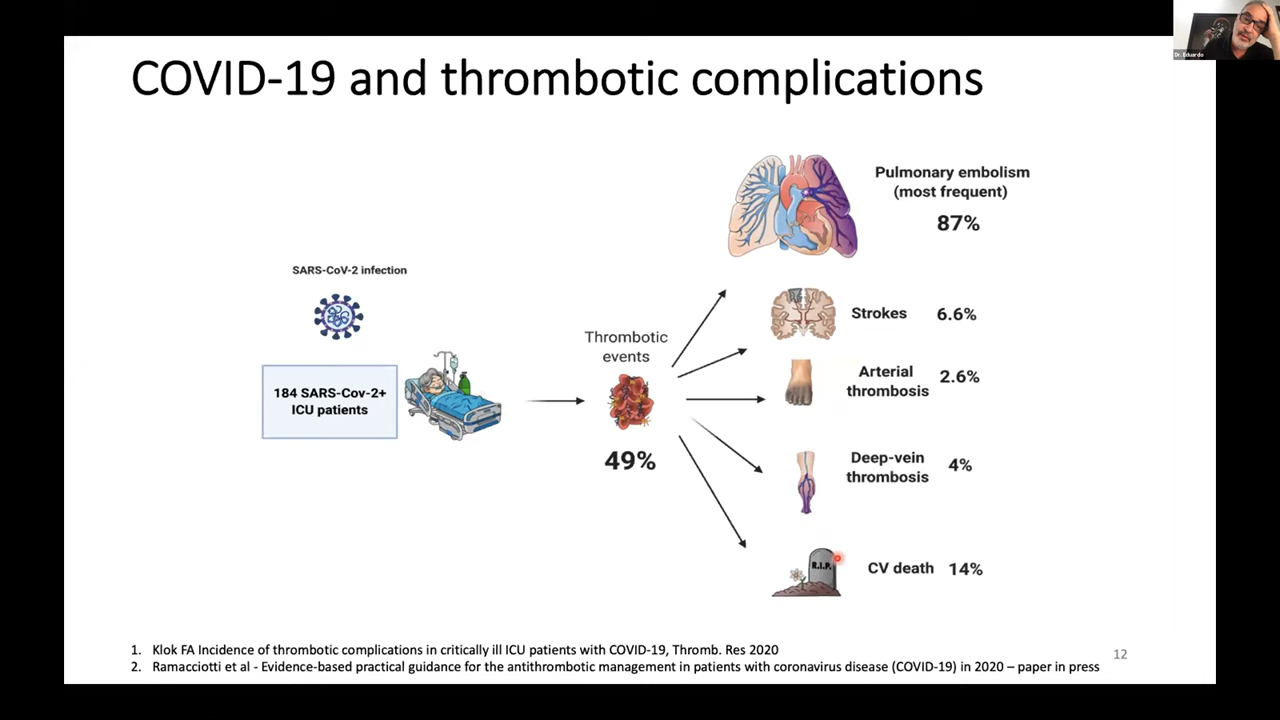 COVID-19 and thrombotic complications
Dr. Eduardo
Pulmonary embolism
(most frequent)
87%
SARS-CoV-2 infection
184 SARS-Cov-2+
ICU patients
Thrombotic
events
49%
Strokes 6.6%
Arterial
thrombosis
2.6%
Deep-vein
thrombosis
4%
R.I.P.
CV death 14%
1. Klok FA Incidence of thrombotic complications in critically ill ICU patients with COVID-19, Thromb. Res 2020
2. Ramacciotti et al - Evidence-based practical guidance for the antithrombotic management in patients with coronavirus disease (COVID-19) in 2020 – paper in press
12